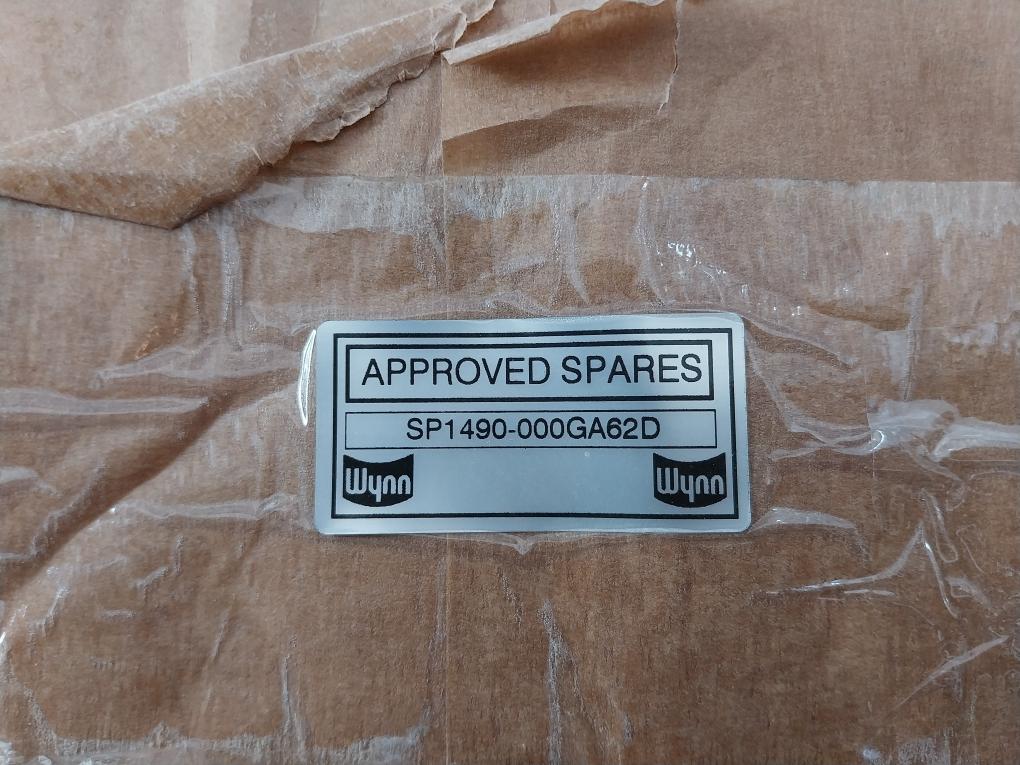 APPROVED SPARES
SP1490-000GA62D
Wynn Wynn